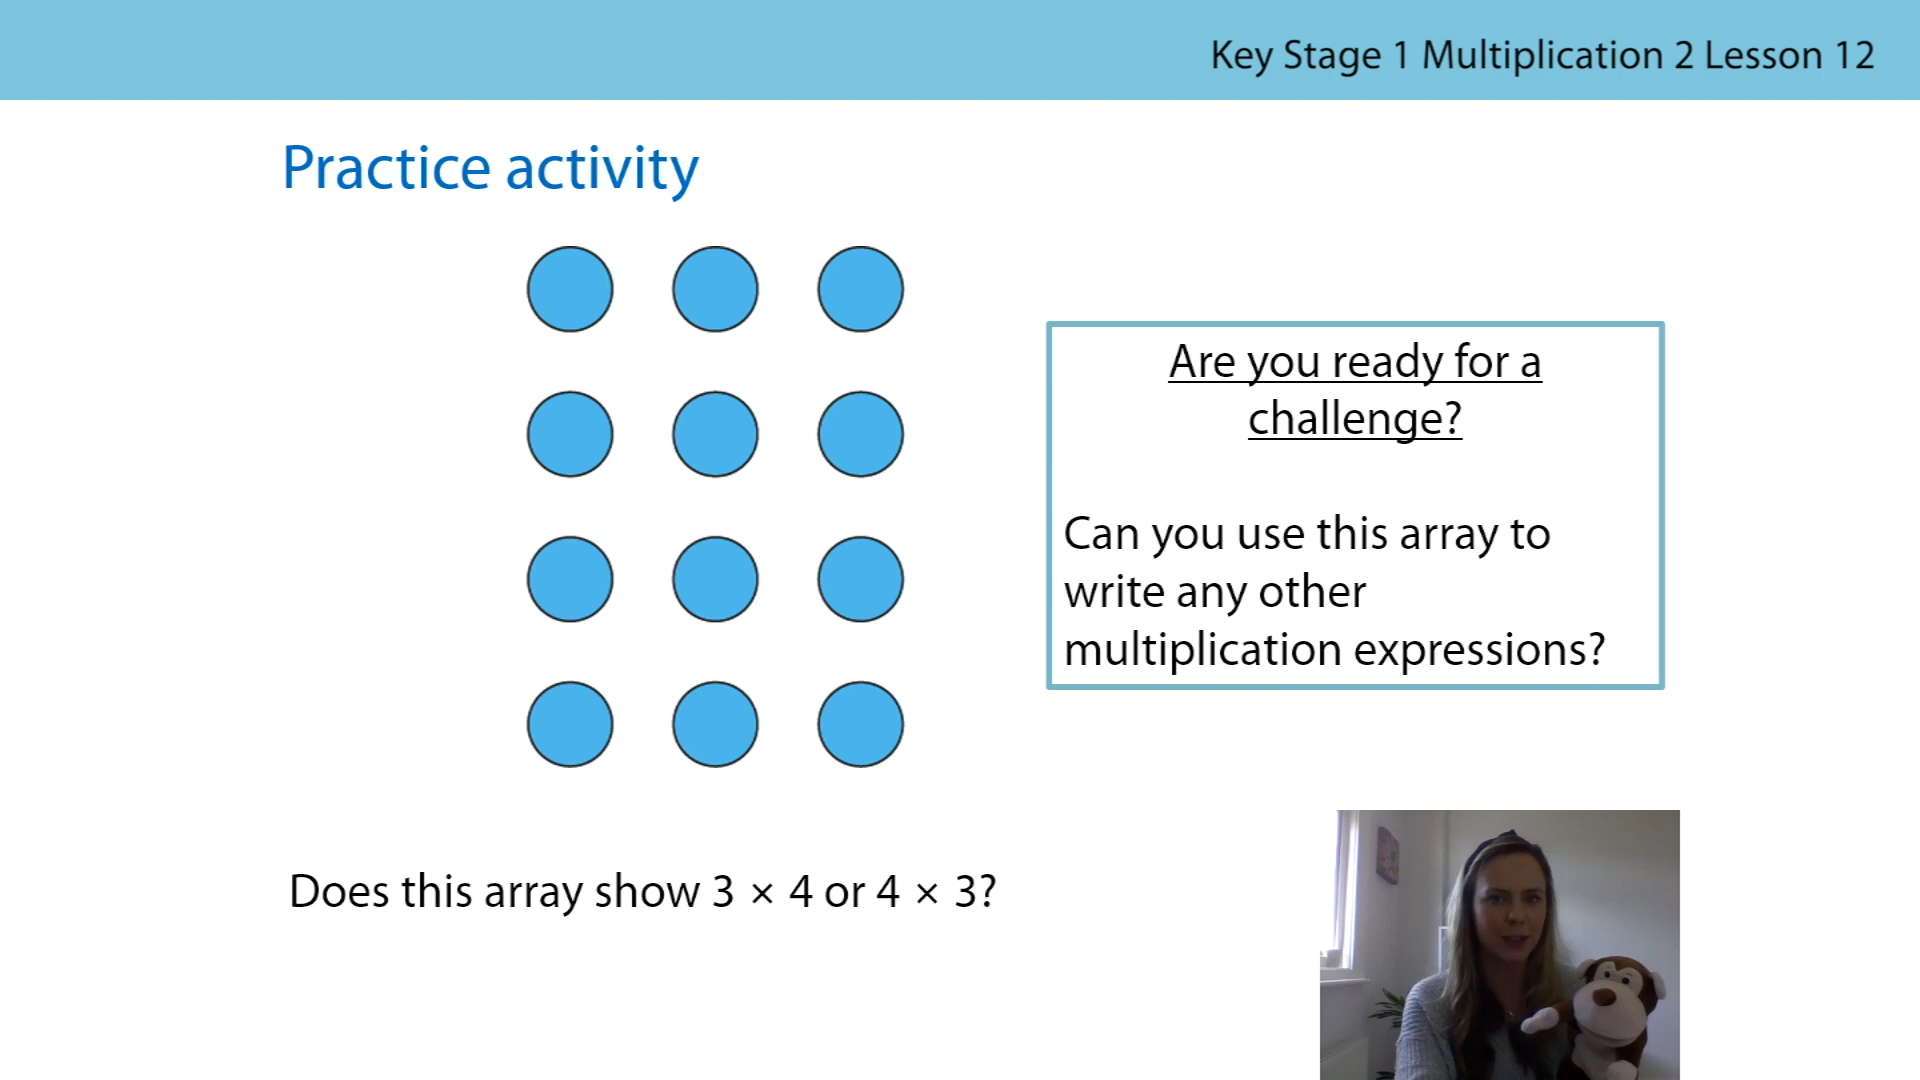 Key Stage 1 Multiplication 2 Lesson 12
Practice activity
Are you ready for a
challenge?
Can you use this array to
write any other
multiplication expressions?
Does this array show 3 × 4 or 4 × 3?